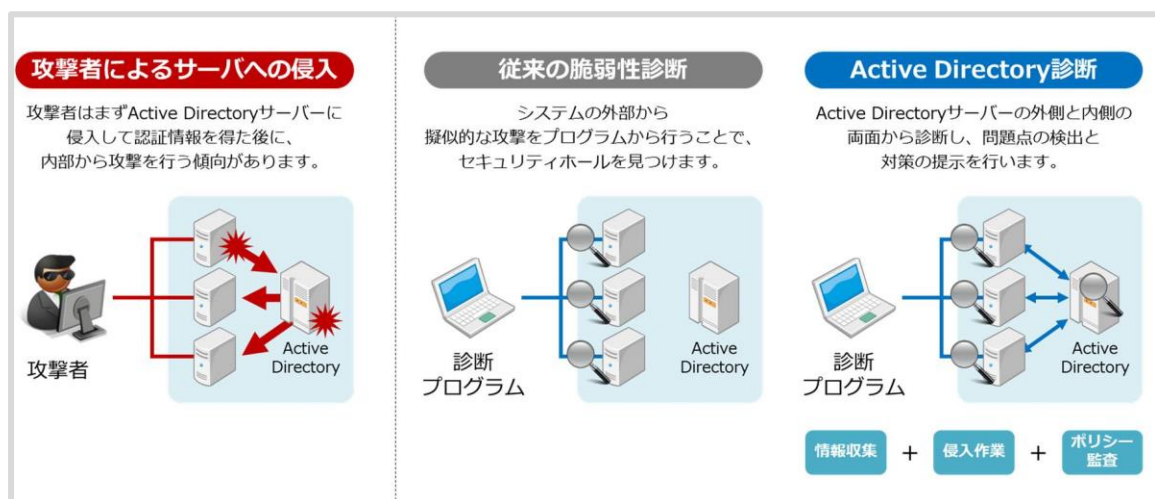 攻撃者によるサーバへの侵入
攻撃者はまずActive Directoryサーバーに
侵入して認証情報を得た後に、
内部から攻撃を行う傾向があります。
攻撃者
Active
Directory
従来の脆弱性診断
システムの外部から
擬似的な攻撃をプログラムから行うことで、
セキュリティホールを見つけます。
診断
プログラム
Active
Directory
Active Directory診断
Active Directoryサーバーの外側と内側の
両面から診断し、問題点の検出と
対策の提示を行います。
診断
プログラム
Active
Directory
情報収集 + 侵入作業 + ポリシー
監査